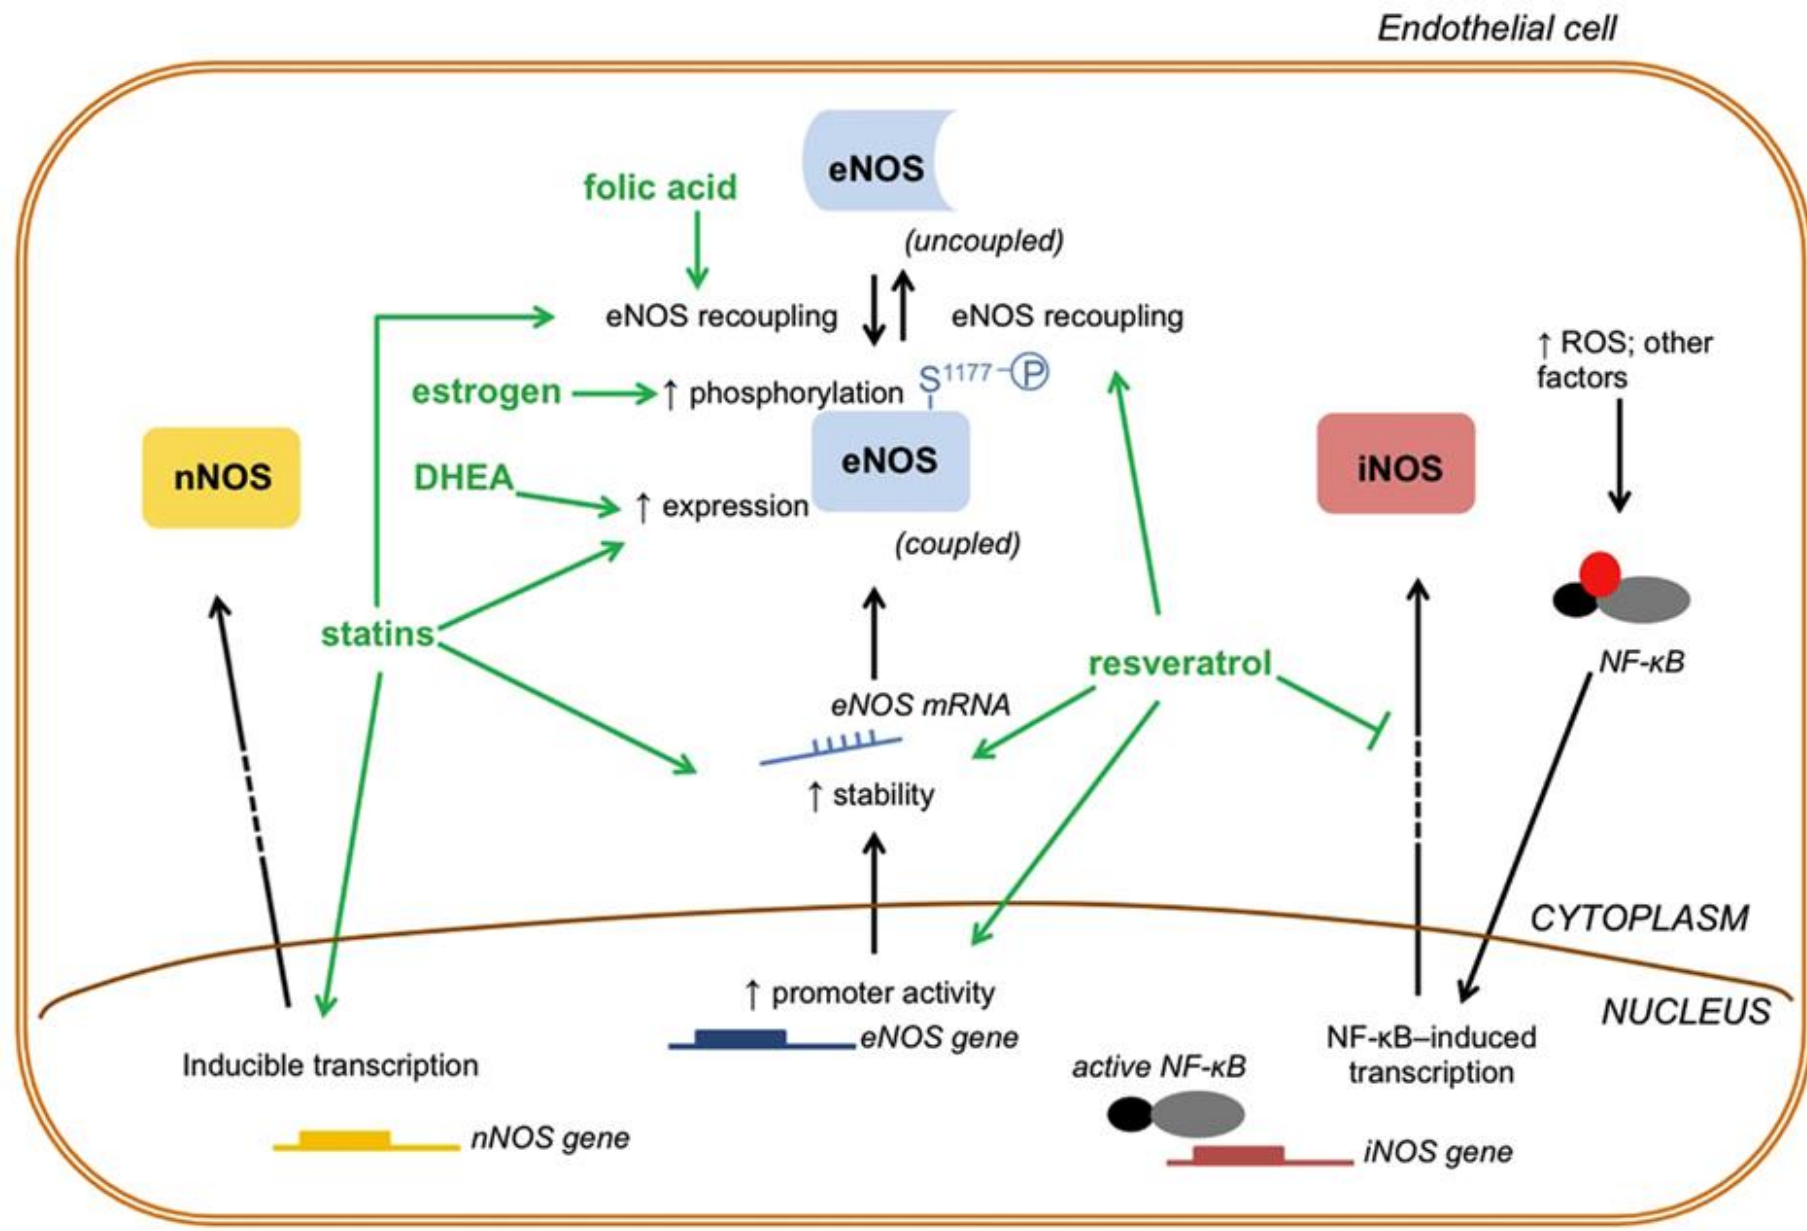 Endothelial cell
eNOS
folic acid
(uncoupled)
eNOS recoupling
eNOS recoupling
↑ ROS; other
factors
estrogen
↑ phosphorylation
S1177
P
nNOS
DHEA
↑ expression
eNOS
iNOS
(coupled)
statins
resveratrol
NF-κB
eNOS mRNA
↑ stability
CYTOPLASM
NUCLEUS
↑ promoter activity
eNOS gene
NF-κB–induced
transcription
Inducible transcription
active NF-κB
nNOS gene
iNOS gene